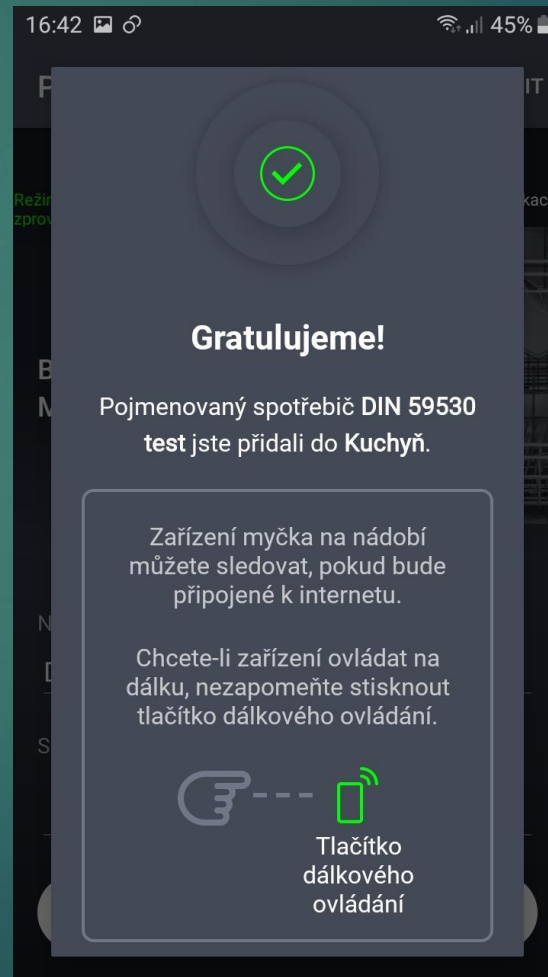 16:42
45%
P
IT
Gratulujeme!
Pojmenovaný spotřebič DIN 59530
test jste přidali do Kuchyň.
Zařízení myčka na nádobí
můžete sledovat, pokud bude
připojené k internetu.
Chcete-li zařízení ovládat na
dálku, nezapomeňte stisknout
tlačítko dálkového ovládání.
Tlačítko
dálkového
ovládání